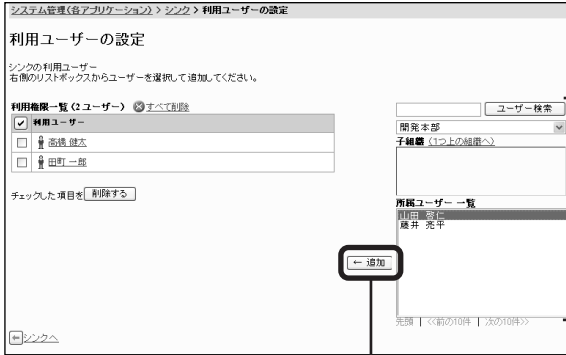 システム管理(各アプリケーション) > シンク > 利用ユーザーの設定
利用ユーザーの設定
シンクの利用ユーザー
右側のリストボックスからユーザーを選択して追加してください。
利用権限一覧 (2 ユーザー) すべて削除
利用ユーザー
高橋 健太
田町 一郎
チェックした項目を 削除する
ユーザー検索
開発本部
子組織 (1つ上の組織へ)
所属ユーザー 一覧
山田 啓仁
藤井 亮平
← 追加
先頭 | <<前の10件 | 次の10件>>
シンクへ